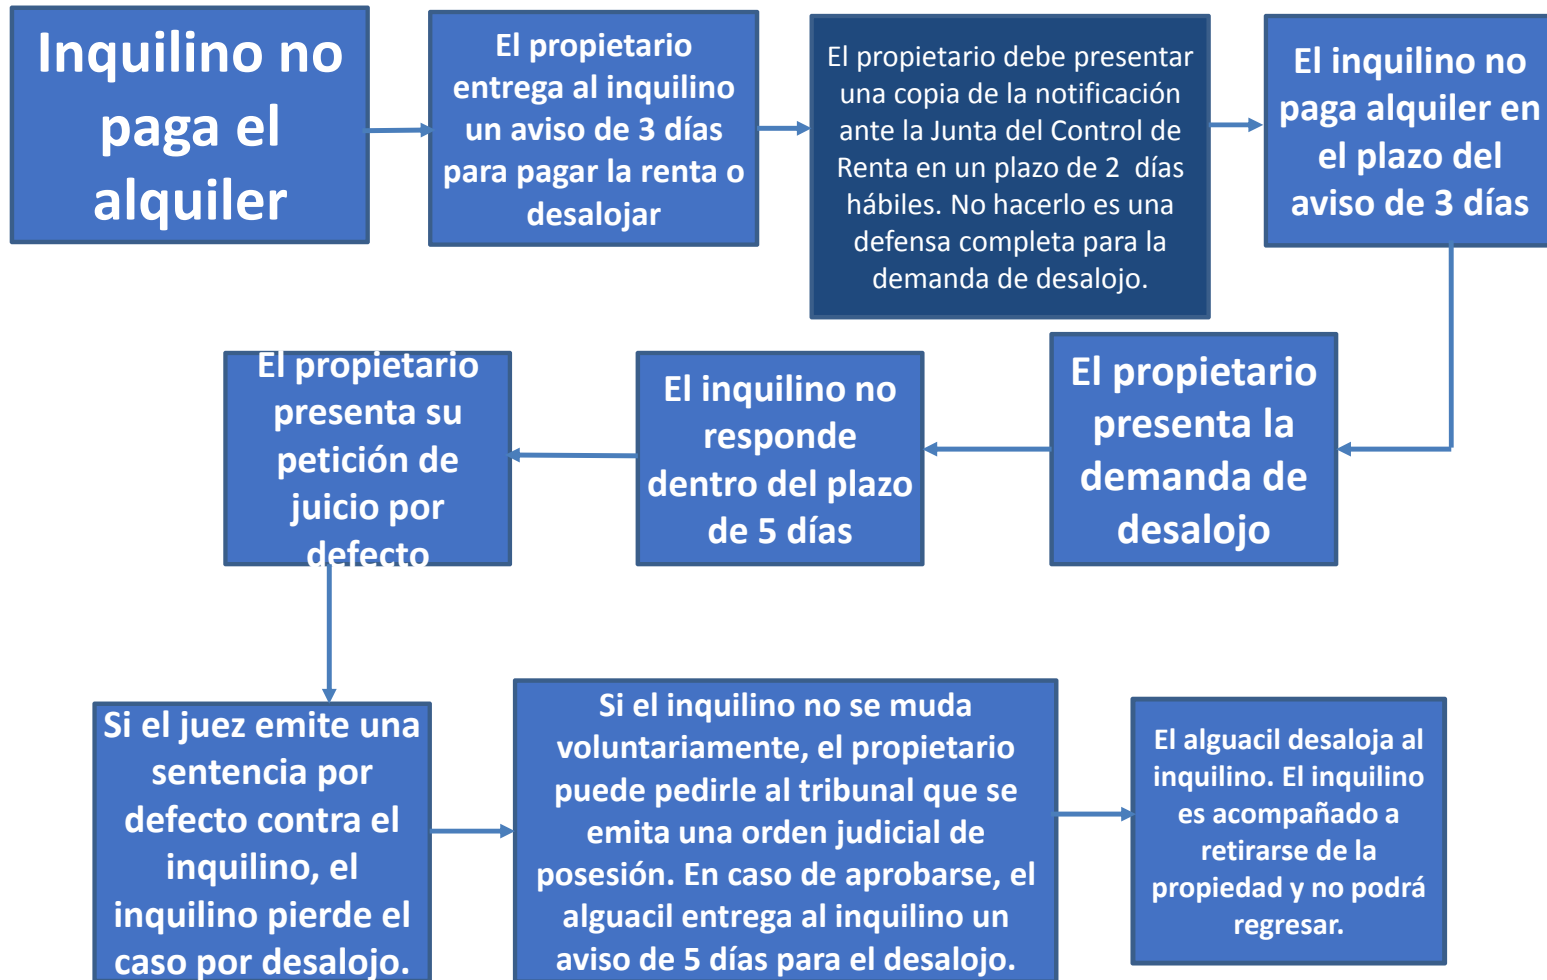 Inquilino no
paga el
alquiler
El propietario
entrega al inquilino
un aviso de 3 días
para pagar la renta o
desalojar
El propietario debe presentar
una copia de la notificación
ante la Junta del Control de
Renta en un plazo de 2  días
hábiles. No hacerlo es una
defensa completa para la
demanda de desalojo.
El inquilino no
paga alquiler en
el plazo del
aviso de 3 días
El propietario
presenta la
demanda de
desalojo
El inquilino no
responde
dentro del plazo
de 5 días
El propietario
presenta su
petición de
juicio por
defecto
Si el juez emite una
sentencia por
defecto contra el
inquilino, el
inquilino pierde el
caso por desalojo.
Si el inquilino no se muda
voluntariamente, el propietario
puede pedirle al tribunal que se
emita una orden judicial de
posesión. En caso de aprobarse, el
alguacil entrega al inquilino un
aviso de 5 días para el desalojo.
El alguacil desaloja al
inquilino. El inquilino
es acompañado a
retirarse de la
propiedad y no podrá
regresar.